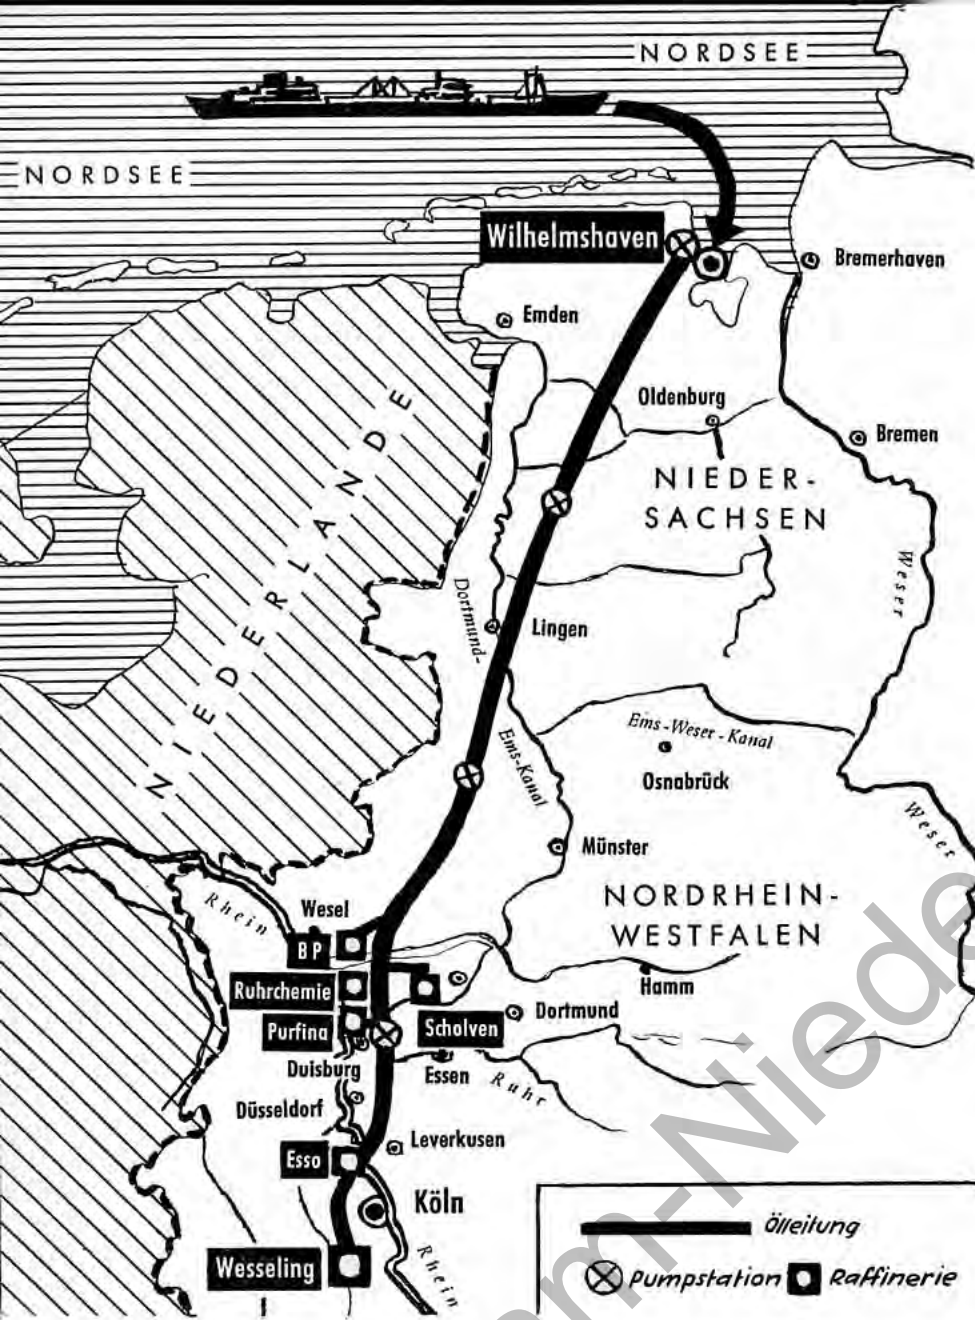 NORDSEE
NORDSEE
Wilhelmshaven
Bremerhaven
Emden
Oldenburg
Bremen
NIEDERLANDE
NIEDER-
SACHSEN
Weser
Dortmund-
Lingen
Ems-Weser-Kanal
Ems-Kanal
Osnabrück
Weser
Münster
NORDRHEIN-
WESTFALEN
Rhein
Wesel
BP
Ruhrchemie
Hamm
Purfina
Scholven
Dortmund
Duisburg
Essen
Ruhr
Düsseldorf
Leverkusen
Esso
Köln
Wesseling
Rhein
Ölleitung
Pumpstation
Raffinerie
m-Niede